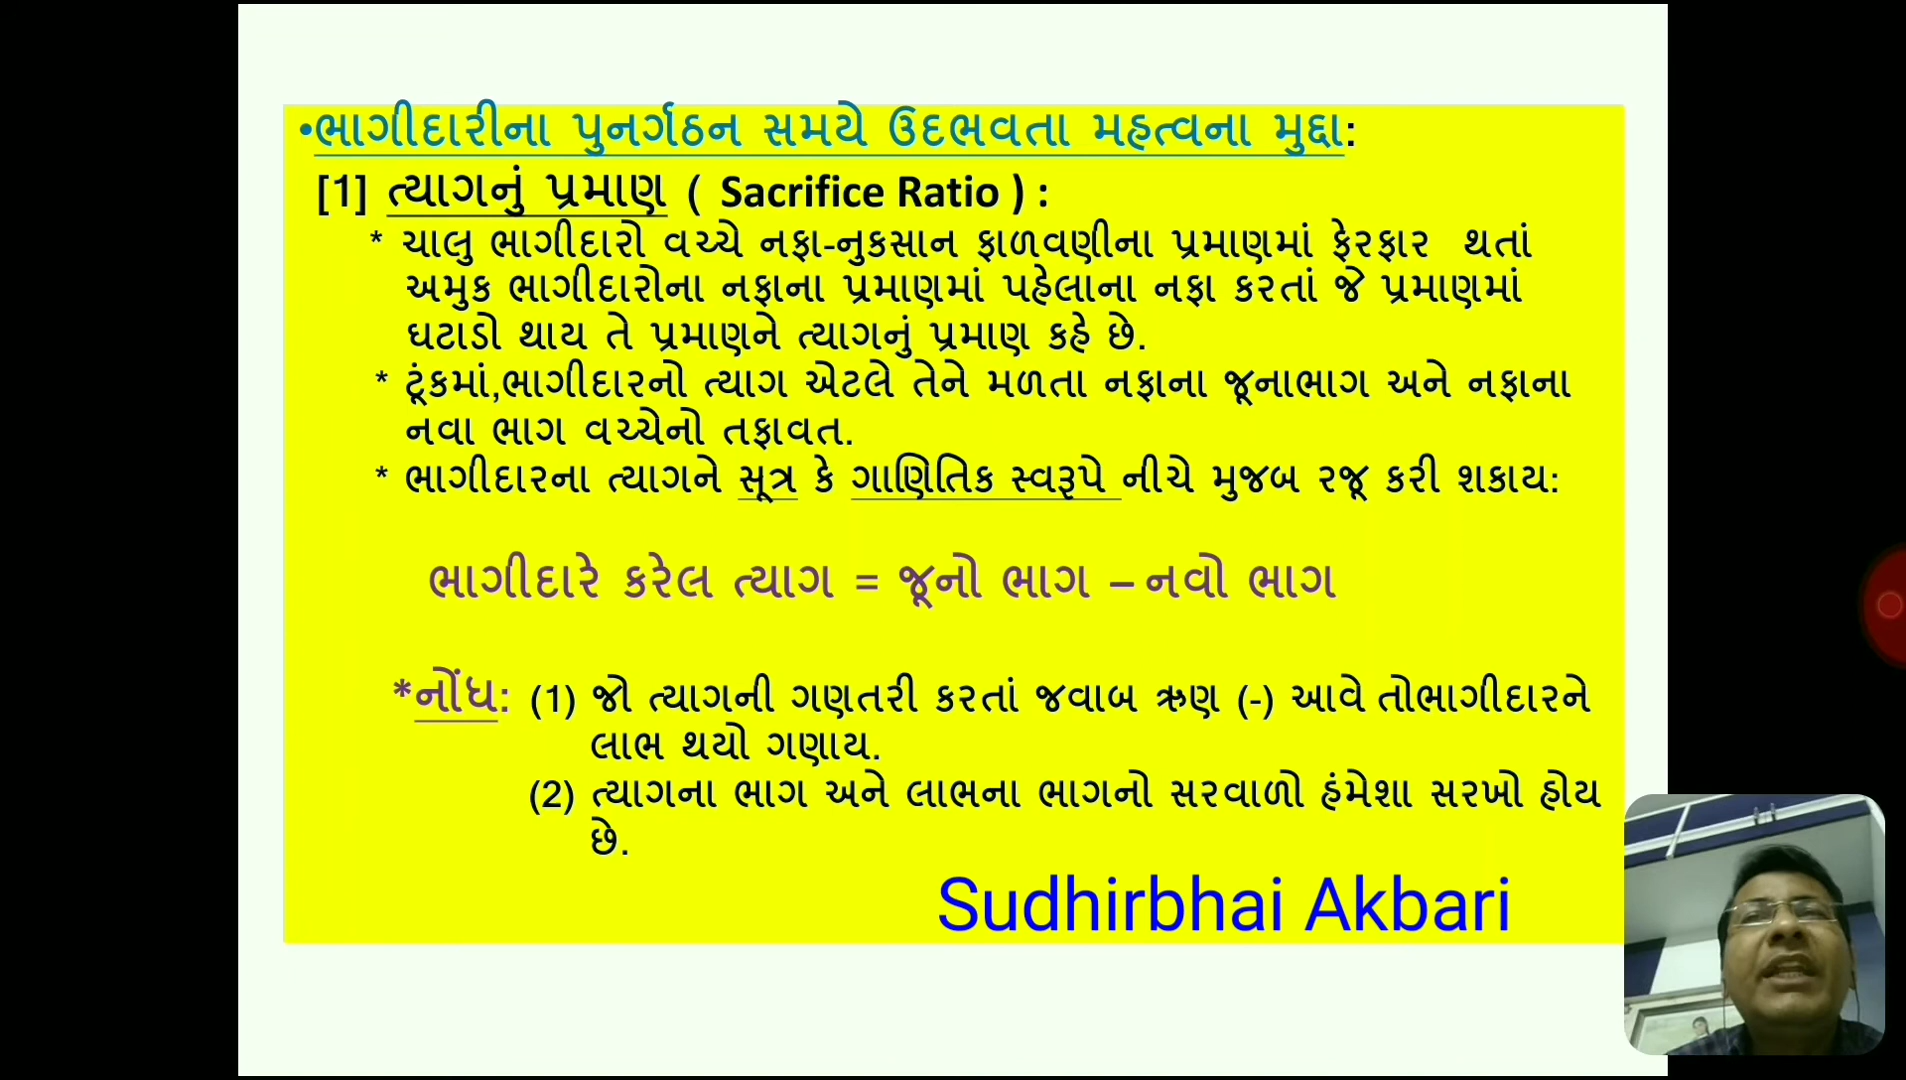 •ભાગીદારીના પુનર્ગઠન સમયે ઉદભવતા મહત્વના મુદ્દા:
[1] ત્યાગનું પ્રમાણ ( Sacrifice Ratio ) :
* ચાલુ ભાગીદારો વચ્ચે નફા-નુકસાન ફાળવણીના પ્રમાણમાં ફેરફાર થતાં
અમુક ભાગીદારોના નફાના પ્રમાણમાં પહેલાના નફા કરતાં જે પ્રમાણમાં
ઘટાડો થાય તે પ્રમાણને ત્યાગનું પ્રમાણ કહે છે.
* ટૂંકમાં,ભાગીદારનો ત્યાગ એટલે તેને મળતા નફાના જૂનાભાગ અને નફાના
નવા ભાગ વચ્ચેનો તફાવત.
* ભાગીદારના ત્યાગને સૂત્ર કે ગાણિતિક સ્વરૂપે નીચે મુજબ રજૂ કરી શકાય:
ભાગીદારે કરેલ ત્યાગ = જૂનો ભાગ – નવો ભાગ
*નોંધ: (1) જો ત્યાગની ગણતરી કરતાં જવાબ ઋણ (-) આવે તોભાગીદારને
લાભ થયો ગણાય.
(2) ત્યાગના ભાગ અને લાભના ભાગનો સરવાળો હંમેશા સરખો હોય
છે.
Sudhirbhai Akbari